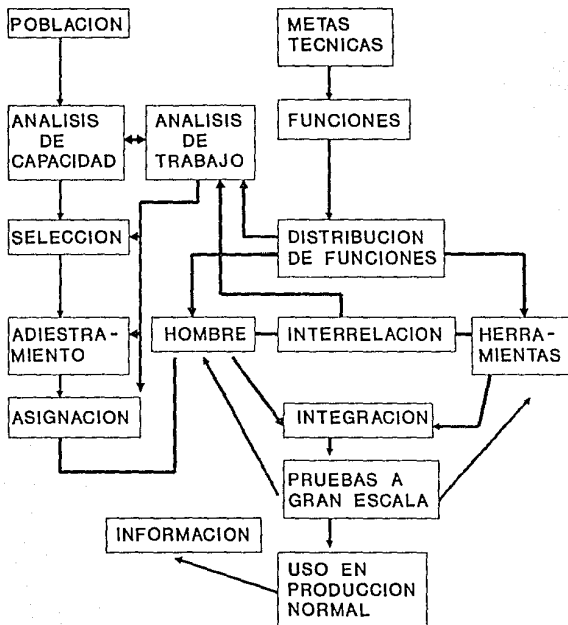 POBLACION
METAS
TECNICAS
ANALISIS
DE
CAPACIDAD
ANALISIS
DE
TRABAJO
FUNCIONES
SELECCION
DISTRIBUCION
DE FUNCIONES
ADIESTRA-
MIENTO
HOMBRE
INTERRELACION
HERRA-
MIENTAS
ASIGNACION
INTEGRACION
PRUEBAS A
GRAN ESCALA
INFORMACION
USO EN
PRODUCCION
NORMAL